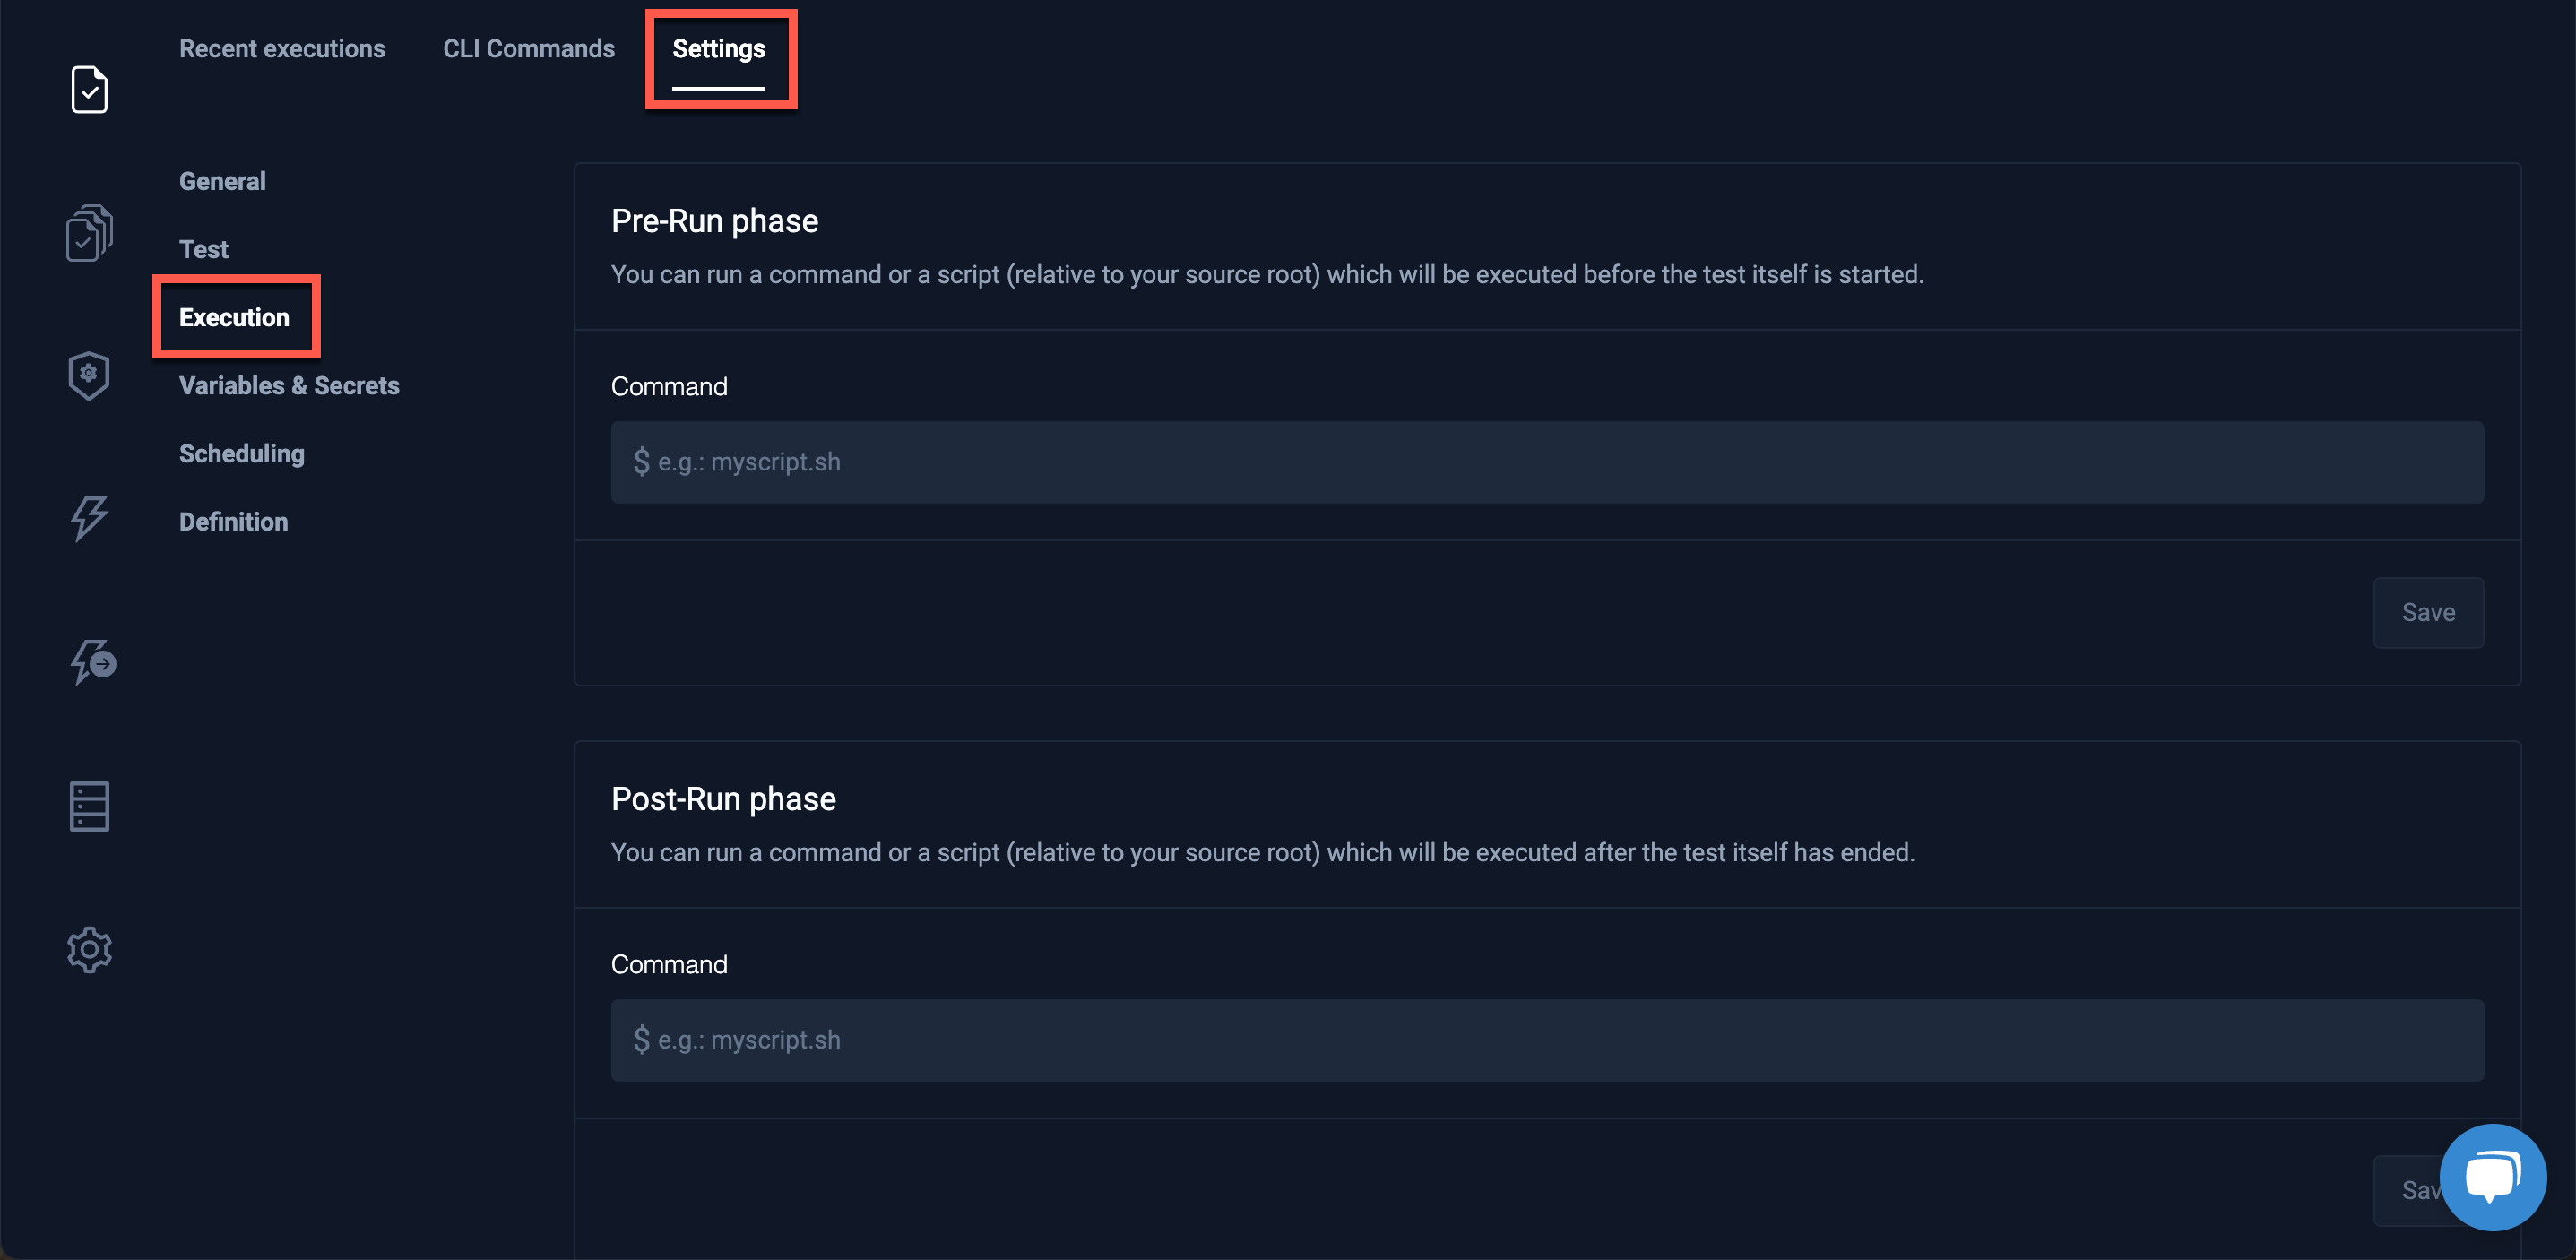 Recent executions
CLI Commands
Settings
General
Test
Execution
Variables & Secrets
Scheduling
Definition
Pre-Run phase
You can run a command or a script (relative to your source root) which will be executed before the test itself is started.
Command
$ e.g.: myscript.sh
Save
Post-Run phase
You can run a command or a script (relative to your source root) which will be executed after the test itself has ended.
Command
$ e.g.: myscript.sh
Sav